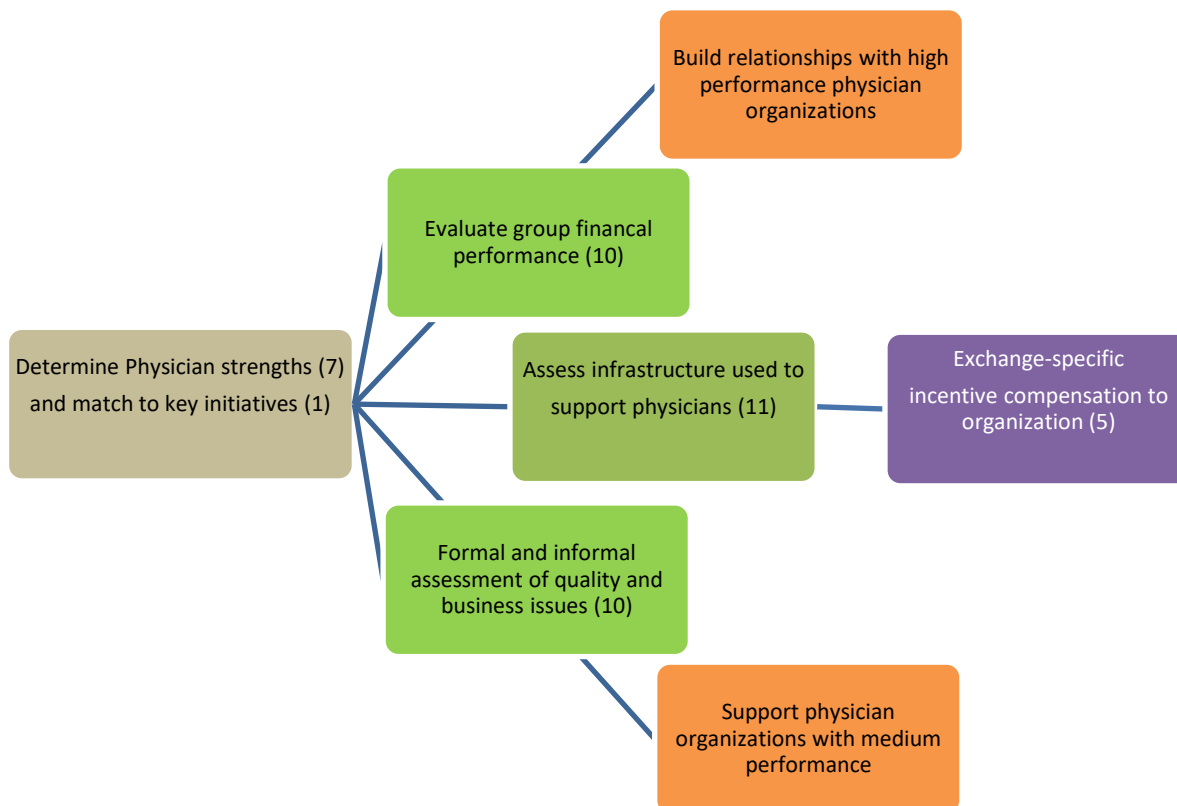 Build relationships with high
performance physician
organizations
Evaluate group financal
performance (10)
Determine Physician strengths (7)
and match to key initiatives (1)
Assess infrastructure used to
support physicians (11)
Exchange-specific
incentive compensation to
organization (5)
Formal and informal
assessment of quality and
business issues (10)
Support physician
organizations with medium
performance